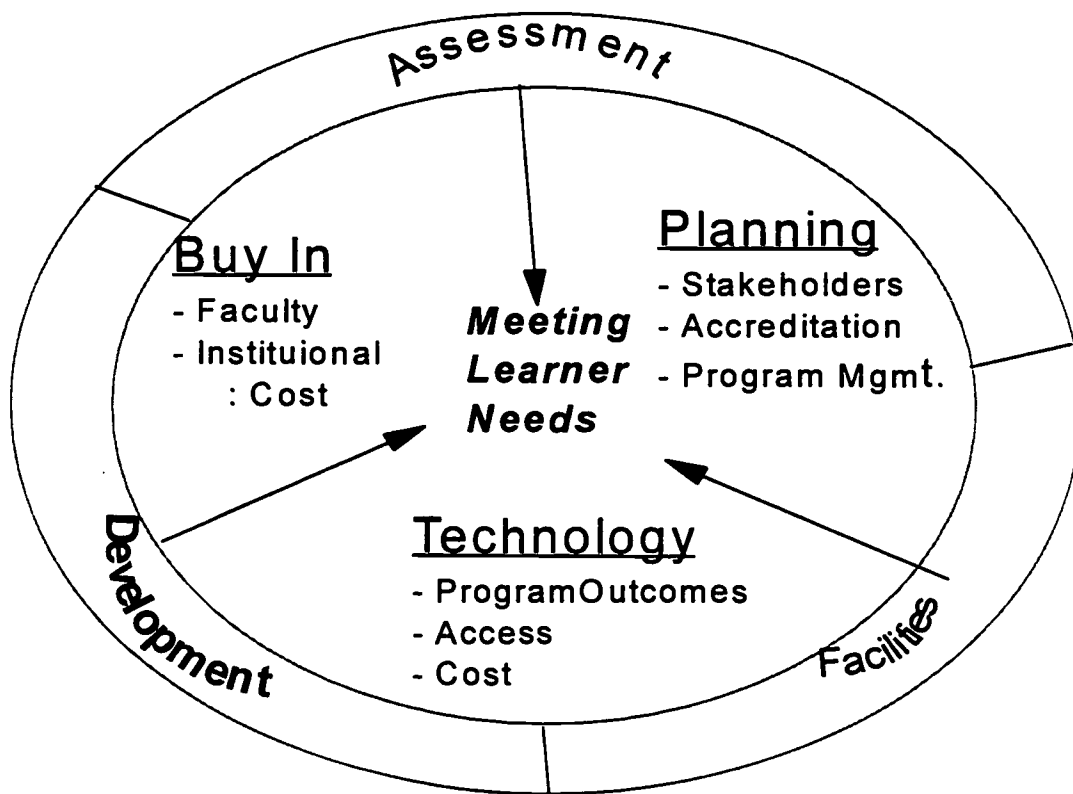 Assessment
Buy In
- Faculty
- Instituional
: Cost
Planning
- Stakeholders
- Accreditation
- Program Mgmt.
Meeting
Learner
Needs
Technology
- ProgramOutcomes
- Access
- Cost
Development
Facilities